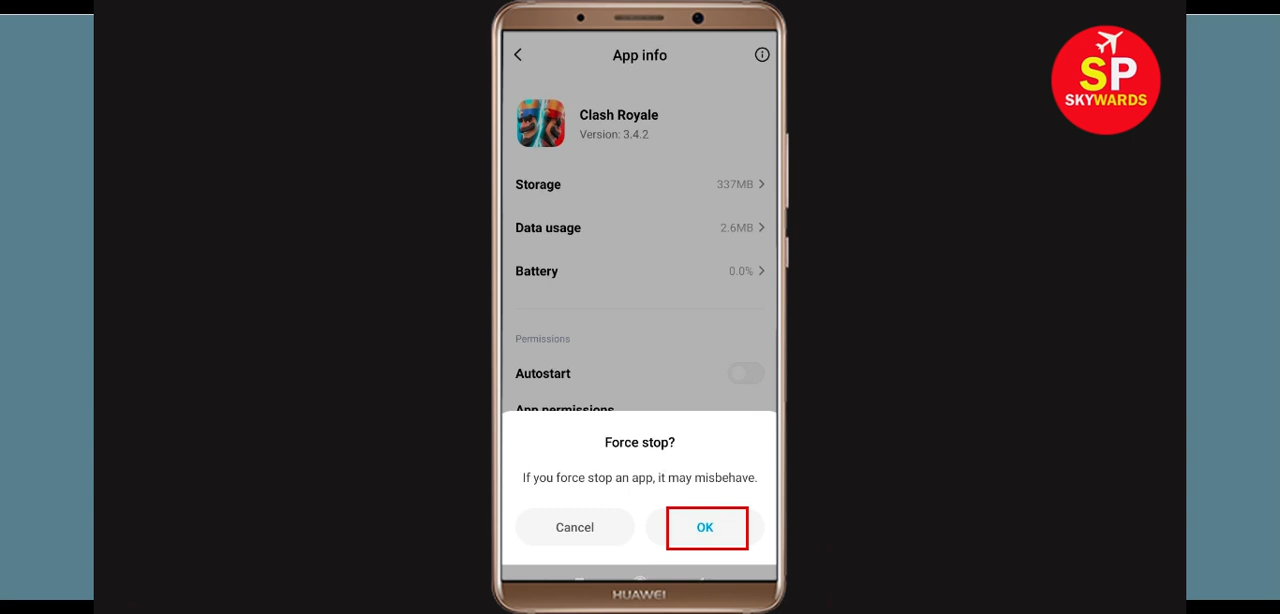 App info
Clash Royale
Version: 3.4.2
Storage 337MB
Data usage 2.6MB
Battery 0.0%
Permissions
Autostart
App permissions
Force stop?
If you force stop an app, it may misbehave.
Cancel OK
HUAWEI
SP
SKYWARDS